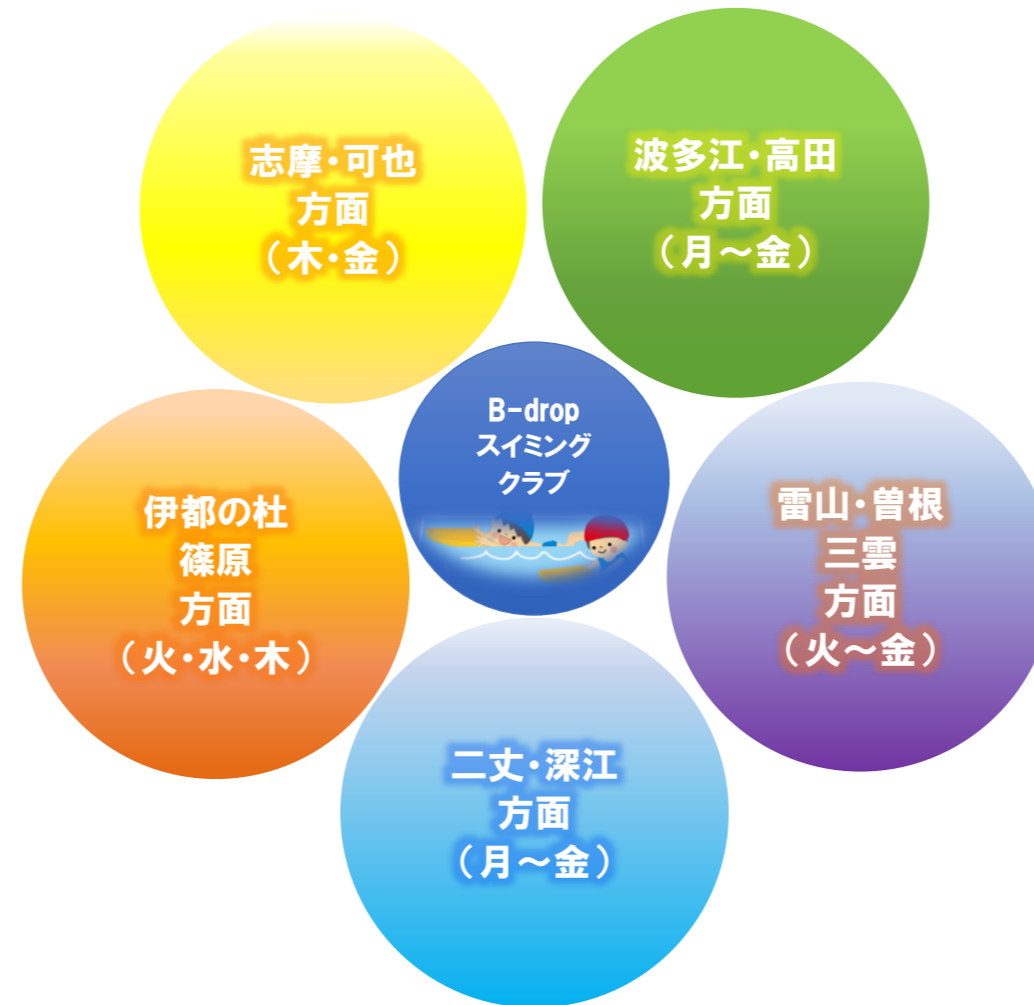 志摩・可也
方面
（木・金）
波多江・高田
方面
（月～金）
B-drop
スイミング
クラブ
伊都の杜
篠原
方面
（火・水・木）
雷山・曽根
三雲
方面
（火～金）
二丈・深江
方面
（月～金）